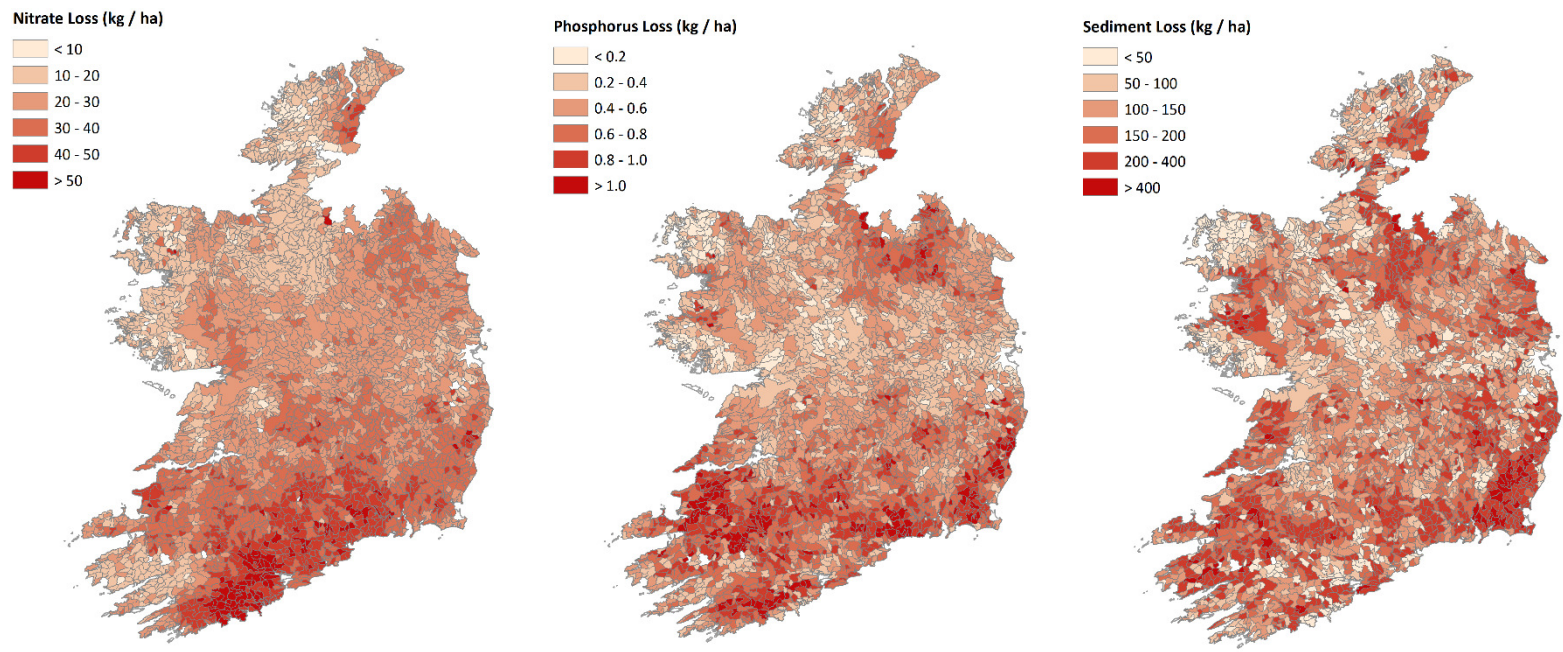 Nitrate Loss (kg / ha)
< 10
10 - 20
20 - 30
30 - 40
40 - 50
> 50
Phosphorus Loss (kg / ha)
< 0.2
0.2 - 0.4
0.4 - 0.6
0.6 - 0.8
0.8 - 1.0
> 1.0
Sediment Loss (kg / ha)
< 50
50 - 100
100 - 150
150 - 200
200 - 400
> 400